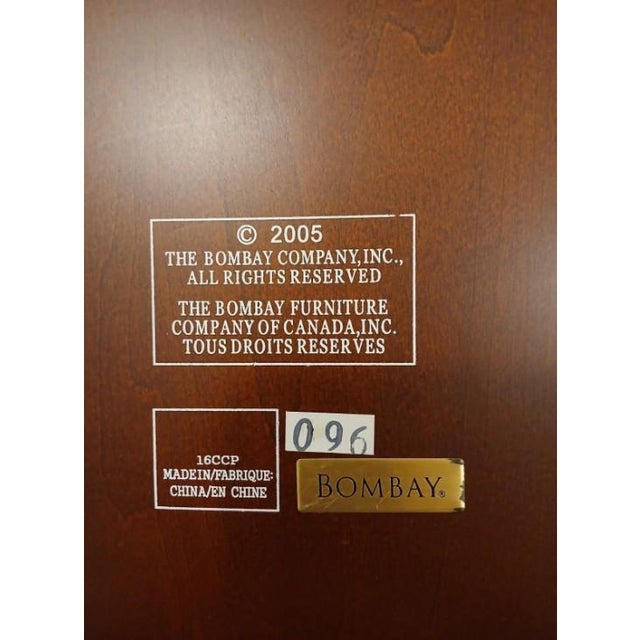 © 2005
THE BOMBAY COMPANY,INC.,
ALL RIGHTS RESERVED
THE BOMBAY FURNITURE
COMPANY OF CANADA,INC.
TOUS DROITS RESERVES
16CCP
MADE IN/FABRIQUE:
CHINA/EN CHINE
096
BOMBAY®